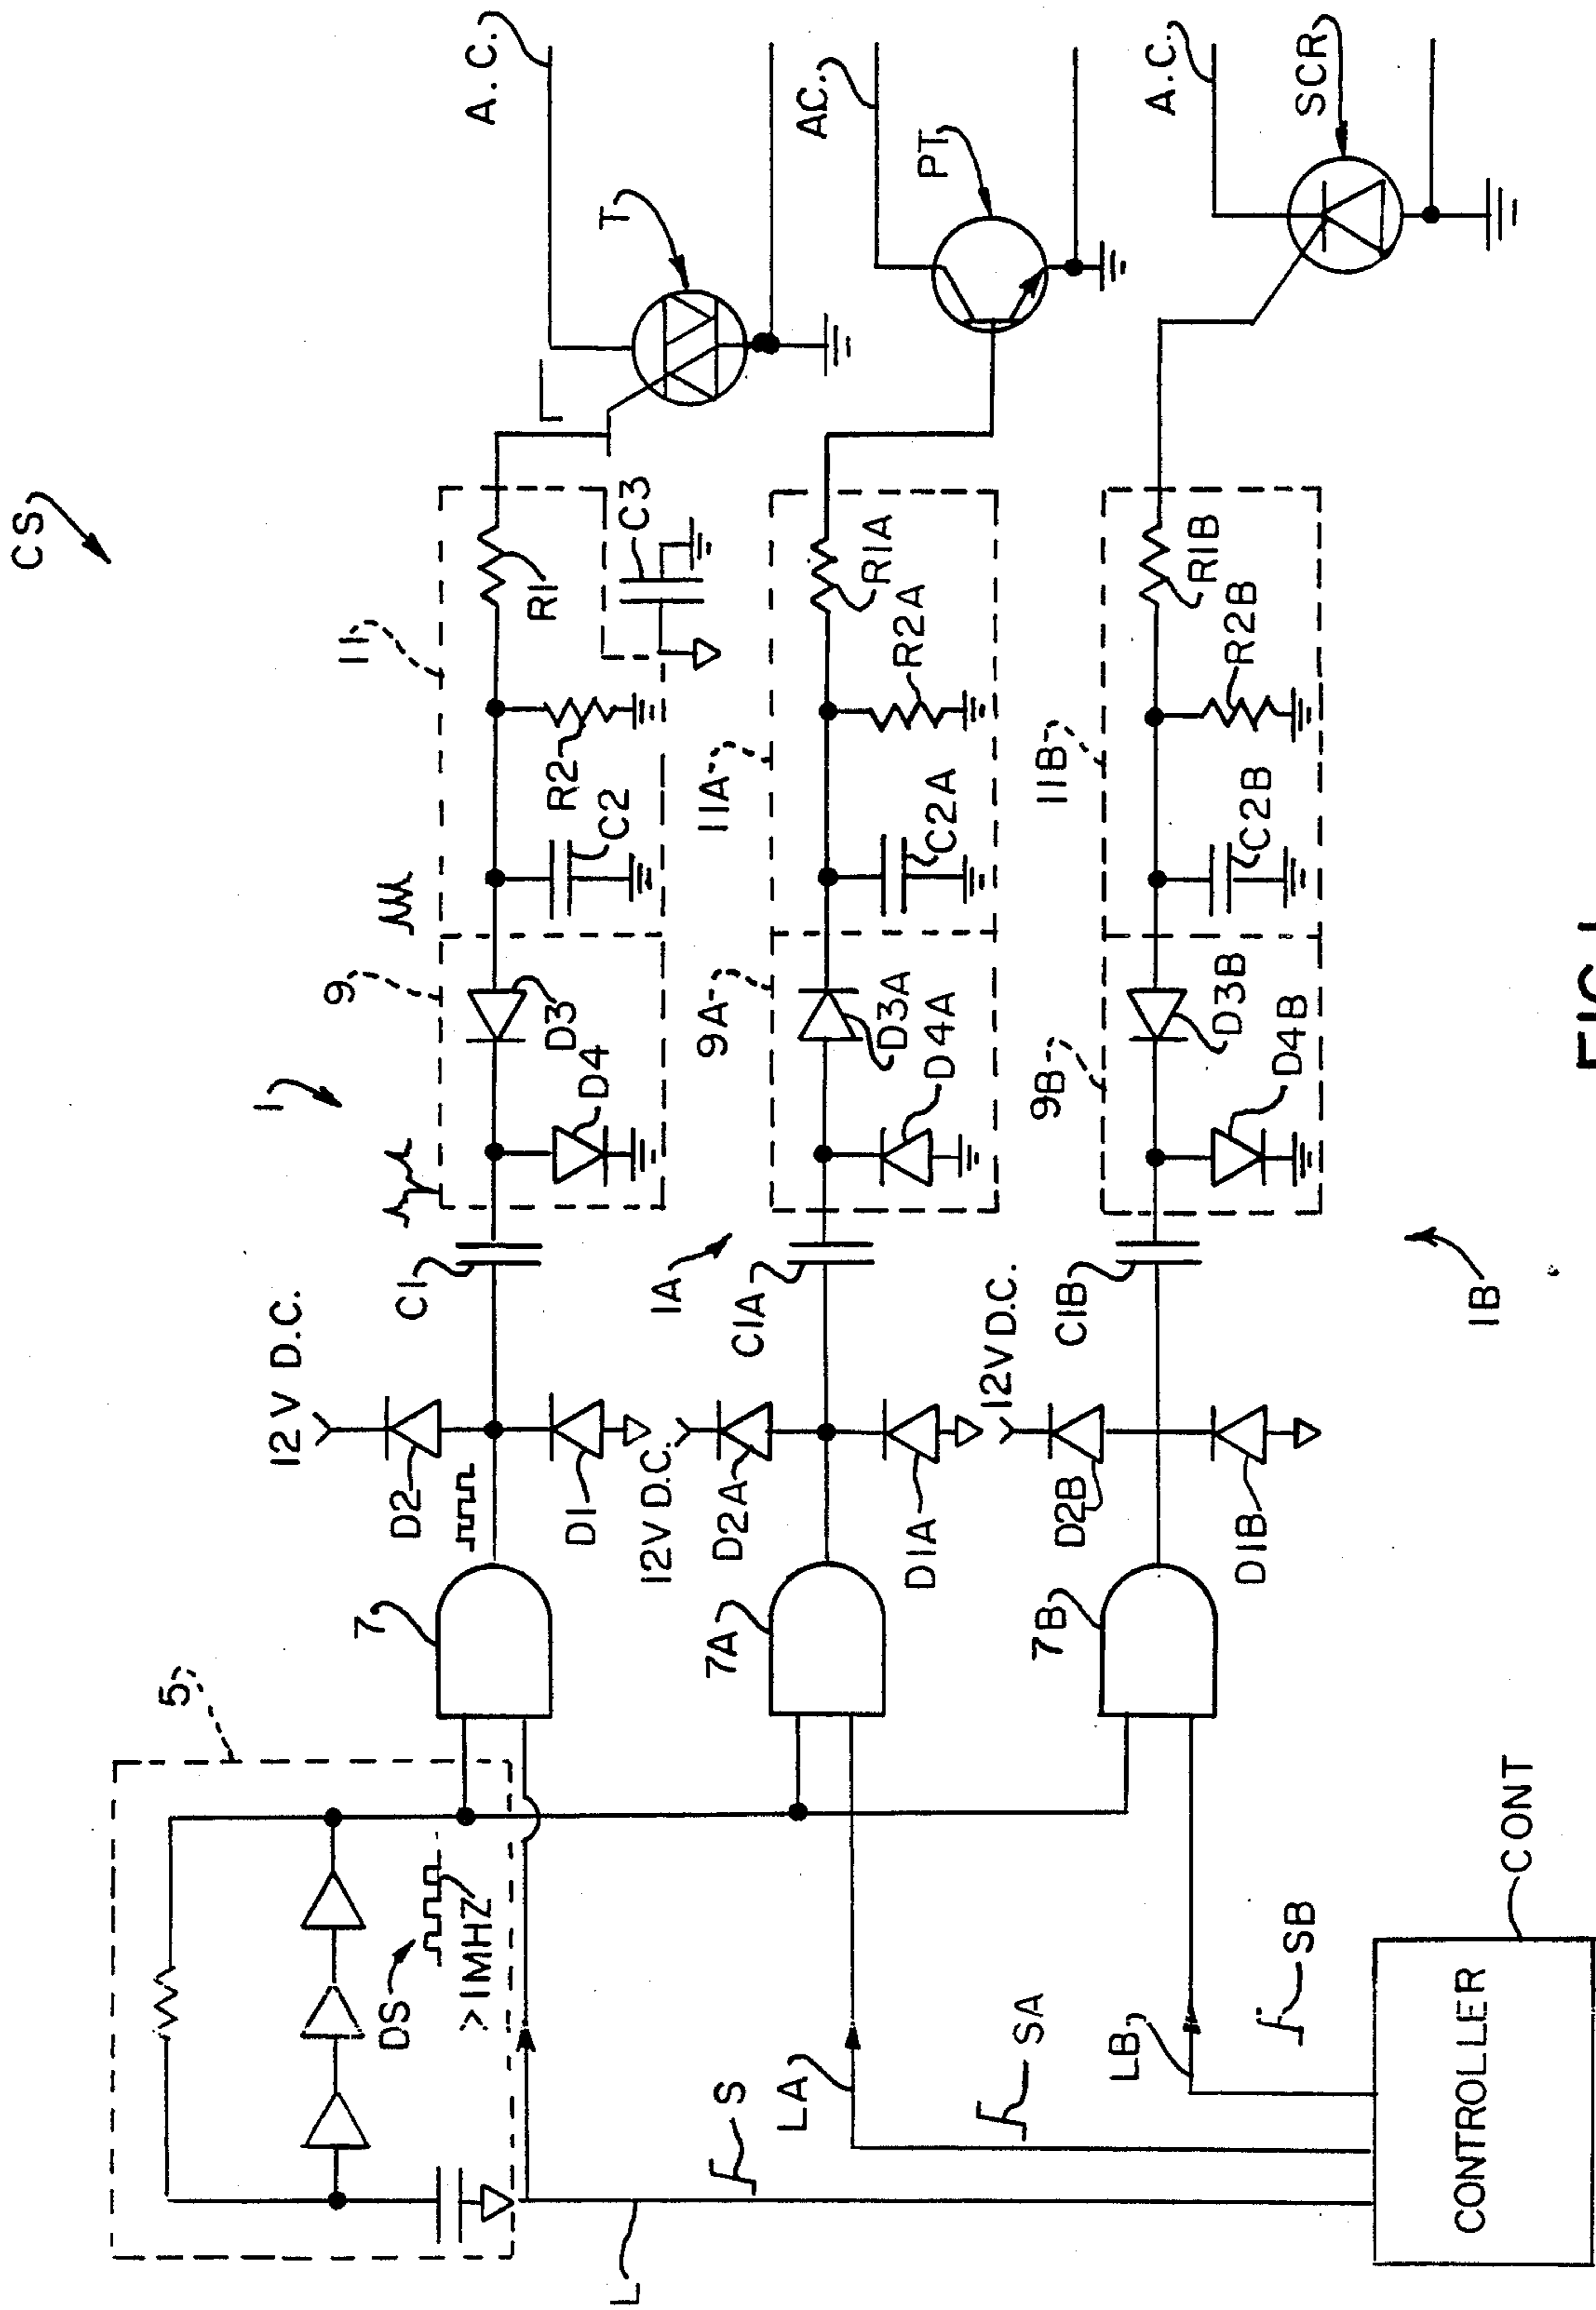 CS
A.C.
T
11
R1
C3
R2
C2
9
D3
D4
1
C1
12 V D.C.
D2
D1
7
5
DS
>1MHZ
S
L
AC.
PT
11A
R1A
R2A
C2A
9A
D3A
D4A
1A
C1A
12V D.C.
D2A
D1A
7A
LA
SA
A.C.
SCR
11B
R1B
R2B
C2B
9B
D3B
D4B
1B
C1B
12V D.C.
D2B
D1B
7B
LB
SB
CONT
CONTROLLER